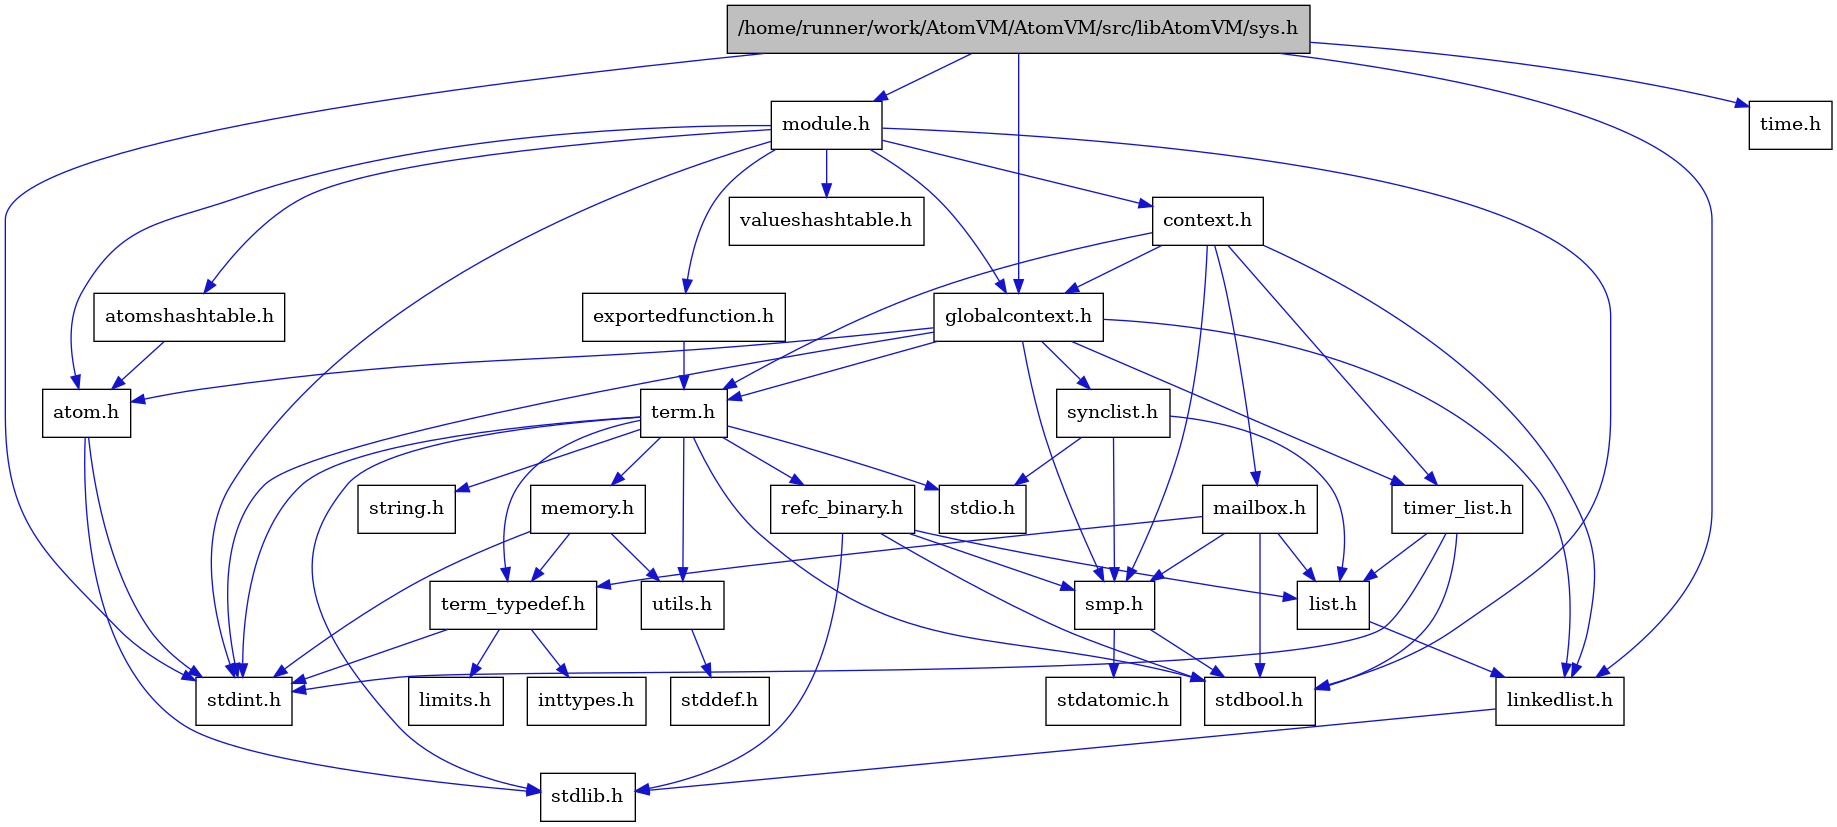 /home/runner/work/AtomVM/AtomVM/src/libAtomVM/sys.h
module.h
time.h
valueshashtable.h
context.h
atomshashtable.h
exportedfunction.h
globalcontext.h
atom.h
term.h
synclist.h
string.h
memory.h
refc_binary.h
stdio.h
mailbox.h
timer_list.h
term_typedef.h
utils.h
smp.h
list.h
stdint.h
limits.h
inttypes.h
stddef.h
stdatomic.h
stdbool.h
linkedlist.h
stdlib.h